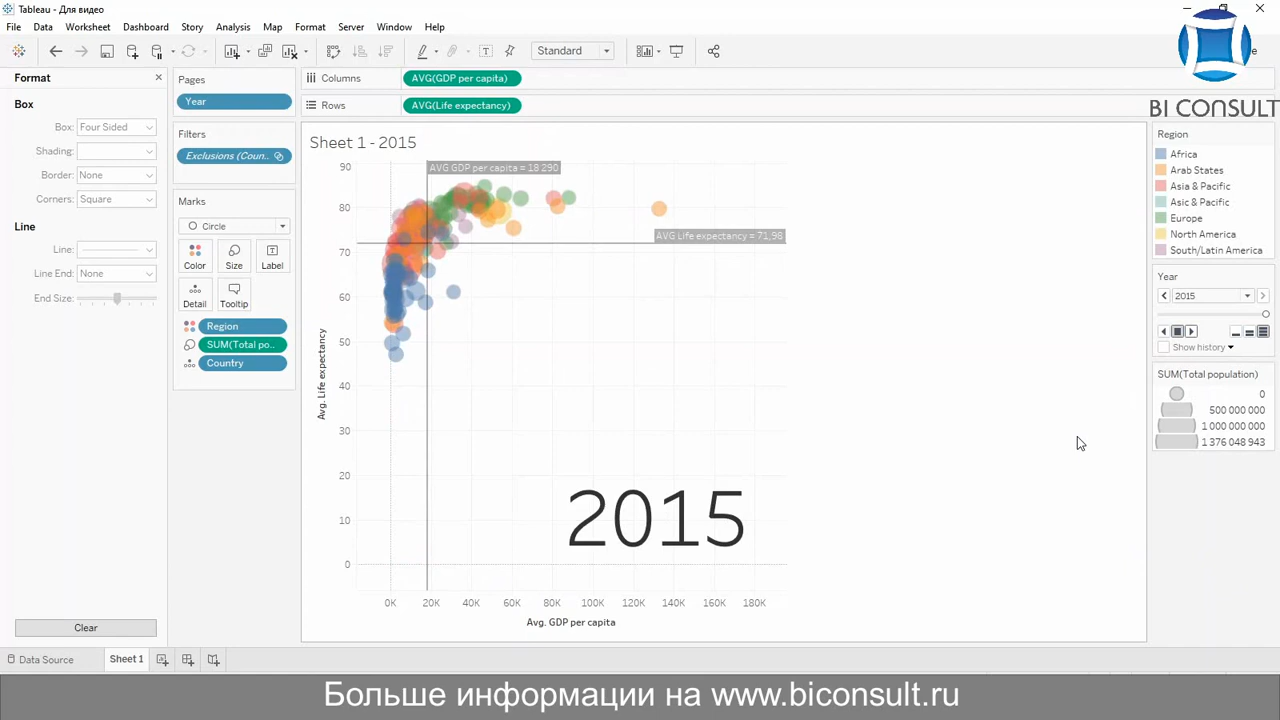 Tableau - Для видео
File Data Worksheet Dashboard Story Analysis Map Format Server Window Help
Standard
BI CONSULT
Format
Box
Box: Four Sided
Shading:
Border: None
Corners: Square
Line
Line:
Line End: None
End Size:
Clear
Pages
Year
Filters
Exclusions (Coun..
Marks
Circle
Color Size Label
Detail Tooltip
Region
SUM(Total po..
Country
Columns AVG(GDP per capita)
Rows AVG(Life expectancy)
Sheet 1 - 2015
AVG GDP per capita = 18 290
AVG Life expectancy = 71,98
90
80
70
60
50
40
30
20
10
0
Avg. Life expectancy
2015
0K 20K 40K 60K 80K 100K 120K 140K 160K 180K
Avg. GDP per capita
Region
Africa
Arab States
Asia & Pacific
Asic & Pacific
Europe
North America
South/Latin America
Year
2015
Show history
SUM(Total population)
0
500 000 000
1 000 000 000
1 376 048 943
Data Source Sheet 1
Больше информации на www.biconsult.ru